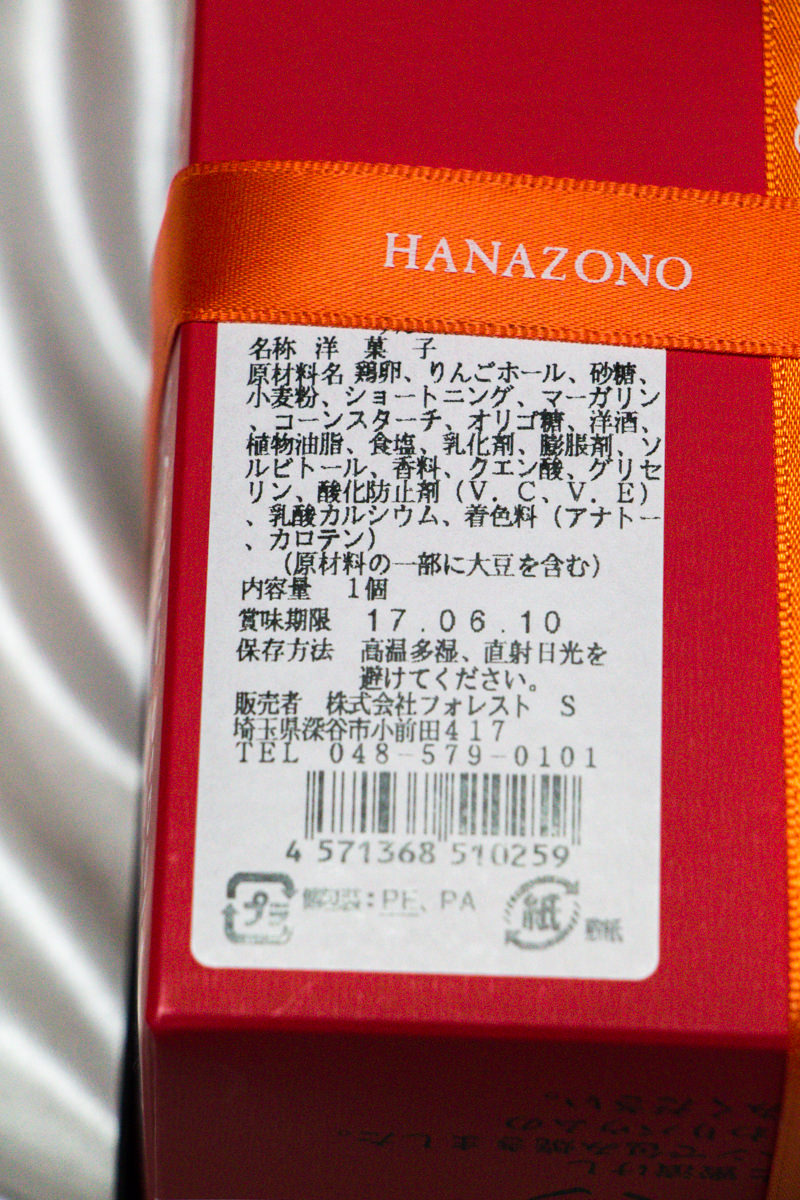 HANAZONO
名称 洋 菓 子
原材料名 鶏卵、りんごホール、砂糖、
小麦粉、ショートニング、マーガリン
、コーンスターチ、オリゴ糖、洋酒、
植物油脂、食塩、乳化剤、膨脹剤、ソ
ルビトール、香料、クエン酸、グリセ
リン、酸化防止剤（V．C、V．E）
、乳酸カルシウム、着色料（アナトー
、カロテン）
（原材料の一部に大豆を含む）
内容量 1個
賞味期限 17.06.10
保存方法 高温多湿、直射日光を
避けてください。
販売者 株式会社フォレスト S
埼玉県深谷市小前田417
TEL 048-579-0101
4 571368 510259
プラ 個包装：PE、PA 紙